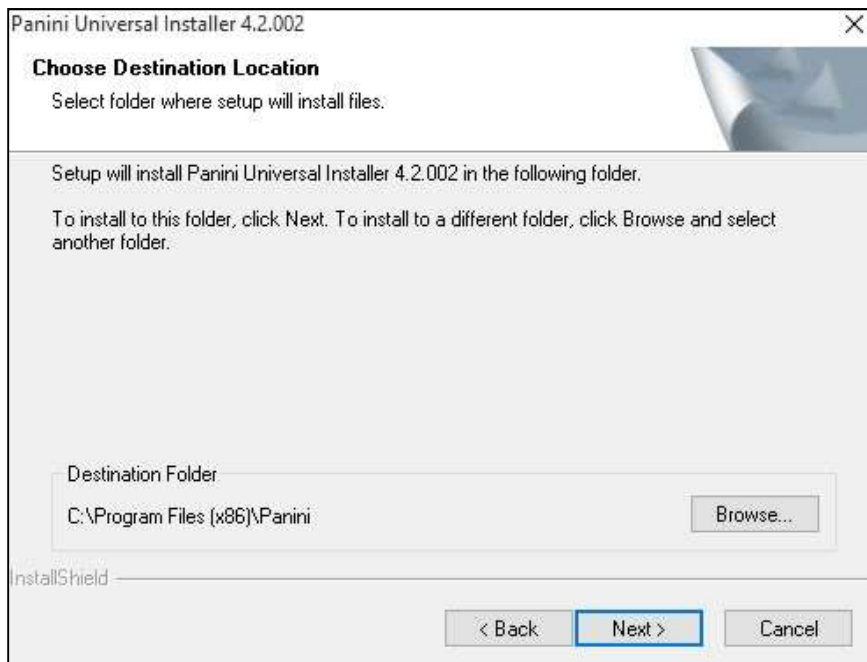 Panini Universal Installer 4.2.002
Choose Destination Location
Select folder where setup will install files.
Setup will install Panini Universal Installer 4.2.002 in the following folder.
To install to this folder, click Next. To install to a different folder, click Browse and select
another folder.
Destination Folder
C:\Program Files (x86)\Panini
Browse...
InstallShield
< Back
Next >
Cancel